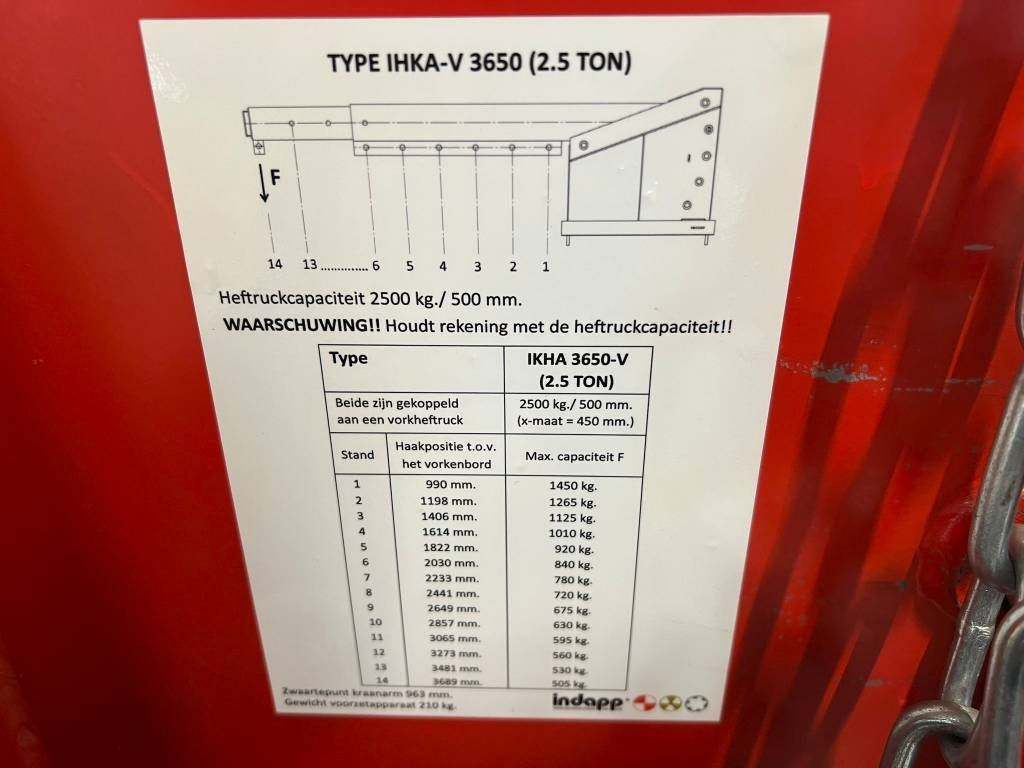 TYPE IHKA-V 3650 (2.5 TON)
F
14 13 .............. 6 5 4 3 2 1
Heftruckcapaciteit 2500 kg./ 500 mm.
WAARSCHUWING!! Houdt rekening met de heftruckcapaciteit!!
Type IKHA 3650-V
(2.5 TON)
Beide zijn gekoppeld 2500 kg./ 500 mm.
aan een vorkheftruck (x-maat = 450 mm.)
Stand Haakpositie t.o.v. Max. capaciteit F
het vorkenbord
1 990 mm. 1450 kg.
2 1198 mm. 1265 kg.
3 1406 mm. 1125 kg.
4 1614 mm. 1010 kg.
5 1822 mm. 920 kg.
6 2030 mm. 840 kg.
7 2233 mm. 780 kg.
8 2441 mm. 720 kg.
9 2649 mm. 675 kg.
10 2857 mm. 630 kg.
11 3065 mm. 595 kg.
12 3273 mm. 560 kg.
13 3481 mm. 530 kg.
14 3689 mm. 505 kg.
Zwaartepunt kraanarm 963 mm.
Gewicht voorzetapparaat 210 kg.
indapp